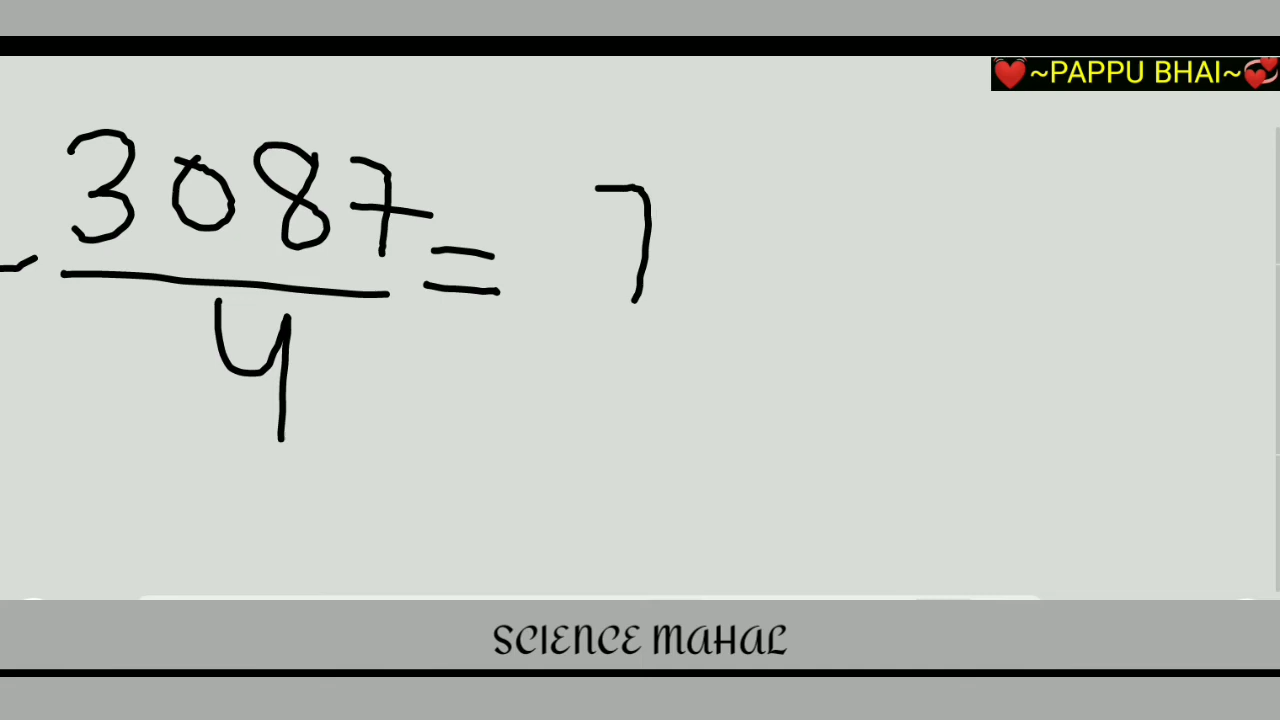 ❤️~PAPPU BHAI~💞
- 3087/4 = 7
SCIENCE MAHAL